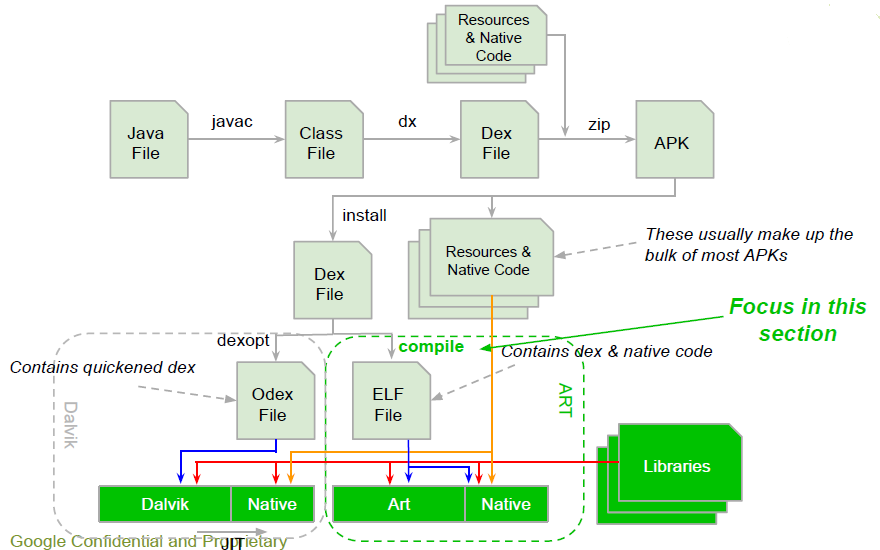 Resources
& Native
Code
Java
File
javac
Class
File
dx
Dex
File
zip
APK
install
Dex
File
Resources &
Native Code
These usually make up the
bulk of most APKs
Focus in this
section
dexopt
compile
Contains quickened dex
Odex
File
ELF
File
Contains dex & native code
Dalvik
ART
Libraries
Dalvik
Native
Art
Native
JIT
Google Confidential and Proprietary